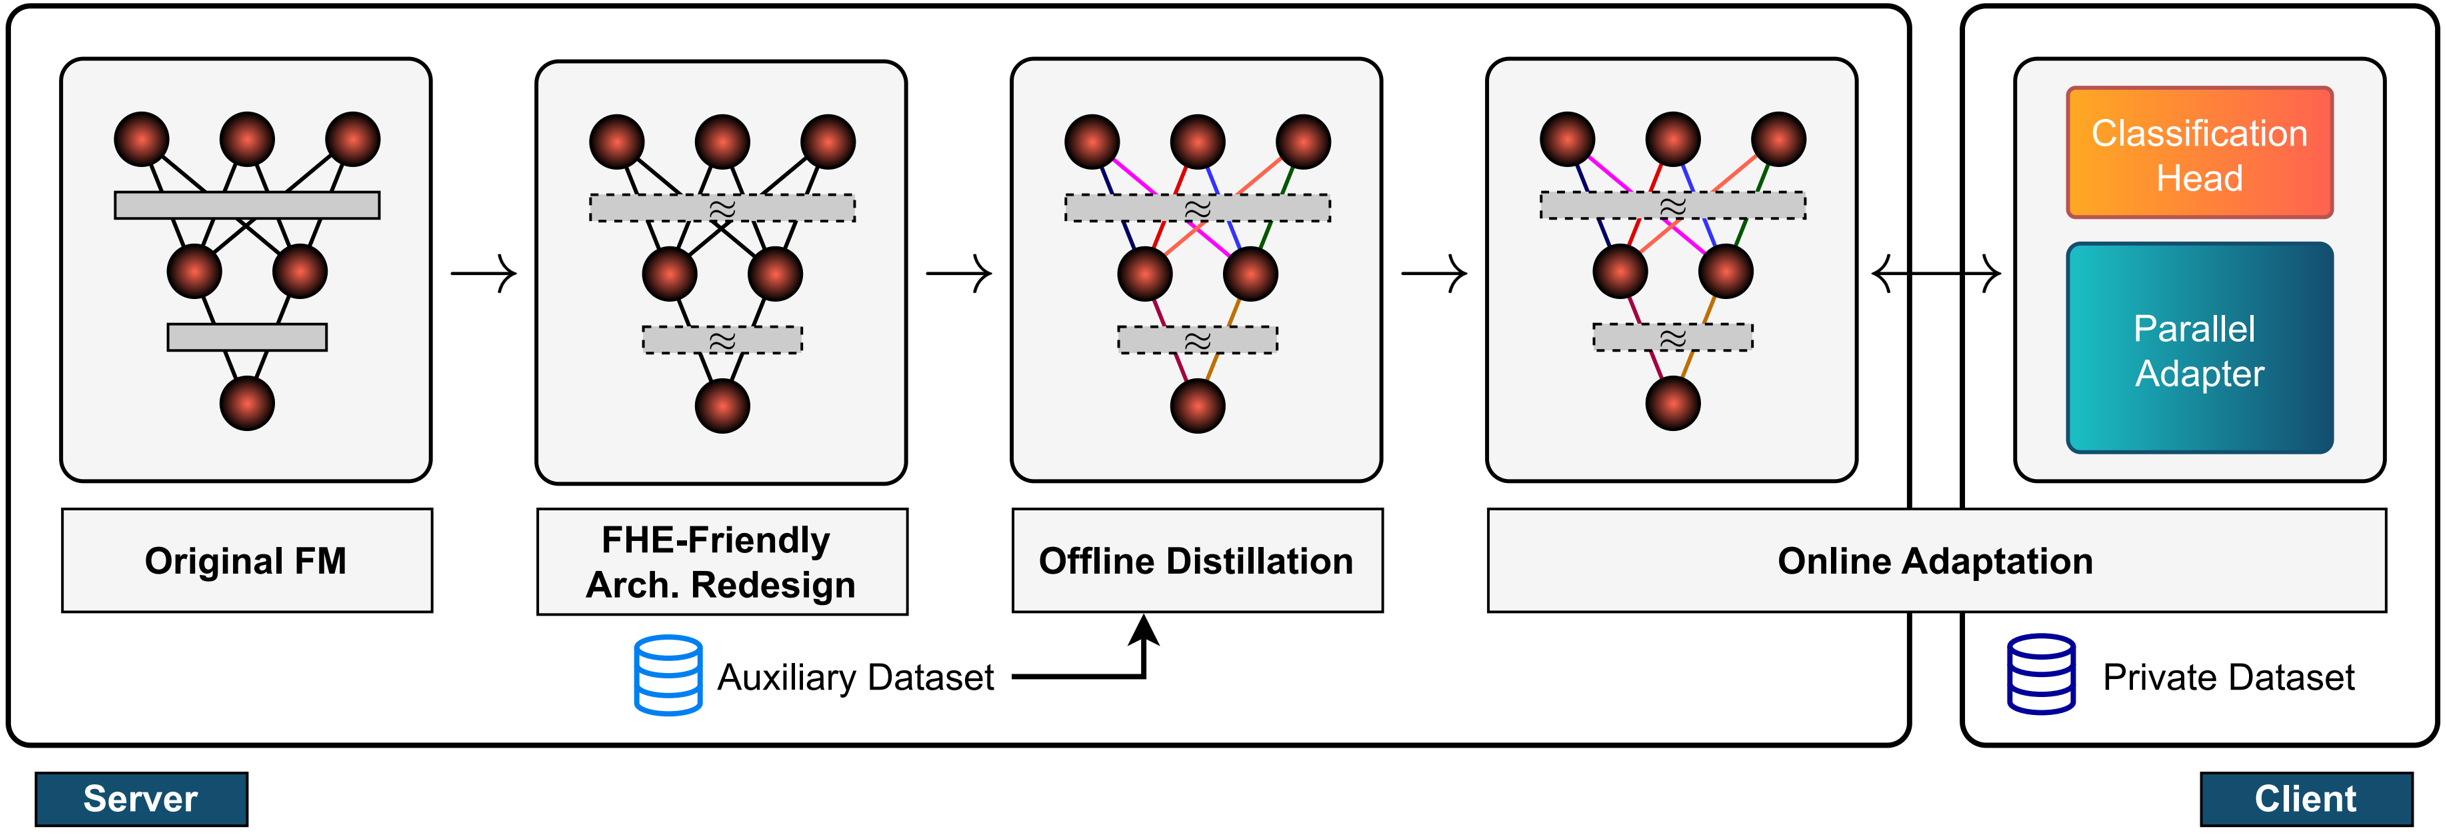 Classification
Head
Parallel
Adapter
≈
≈
≈
≈
≈
≈
Original FM
FHE-Friendly
Arch. Redesign
Offline Distillation
Online Adaptation
Auxiliary Dataset
Private Dataset
Server
Client